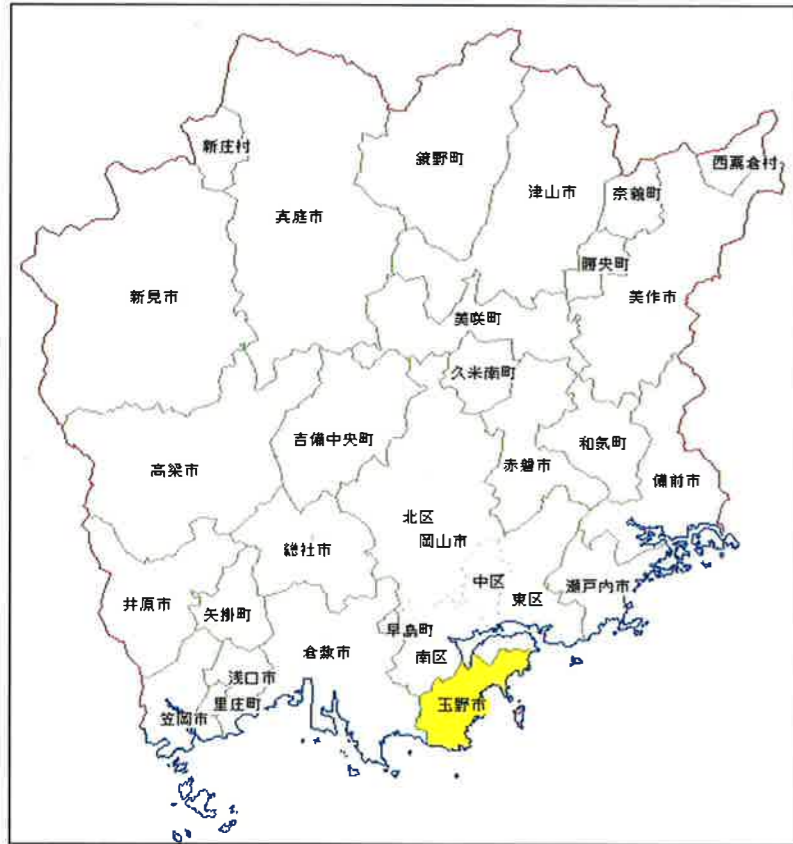 新庄村
鏡野町
西粟倉村
津山市
奈義町
真庭市
勝央町
新見市
美作市
美咲町
久米南町
吉備中央町
和気町
高梁市
赤磐市
備前市
北区
岡山市
総社市
中区
瀬戸内市
井原市
矢掛町
東区
早島町
倉敷市
南区
浅口市
玉野市
里庄町
笠岡市